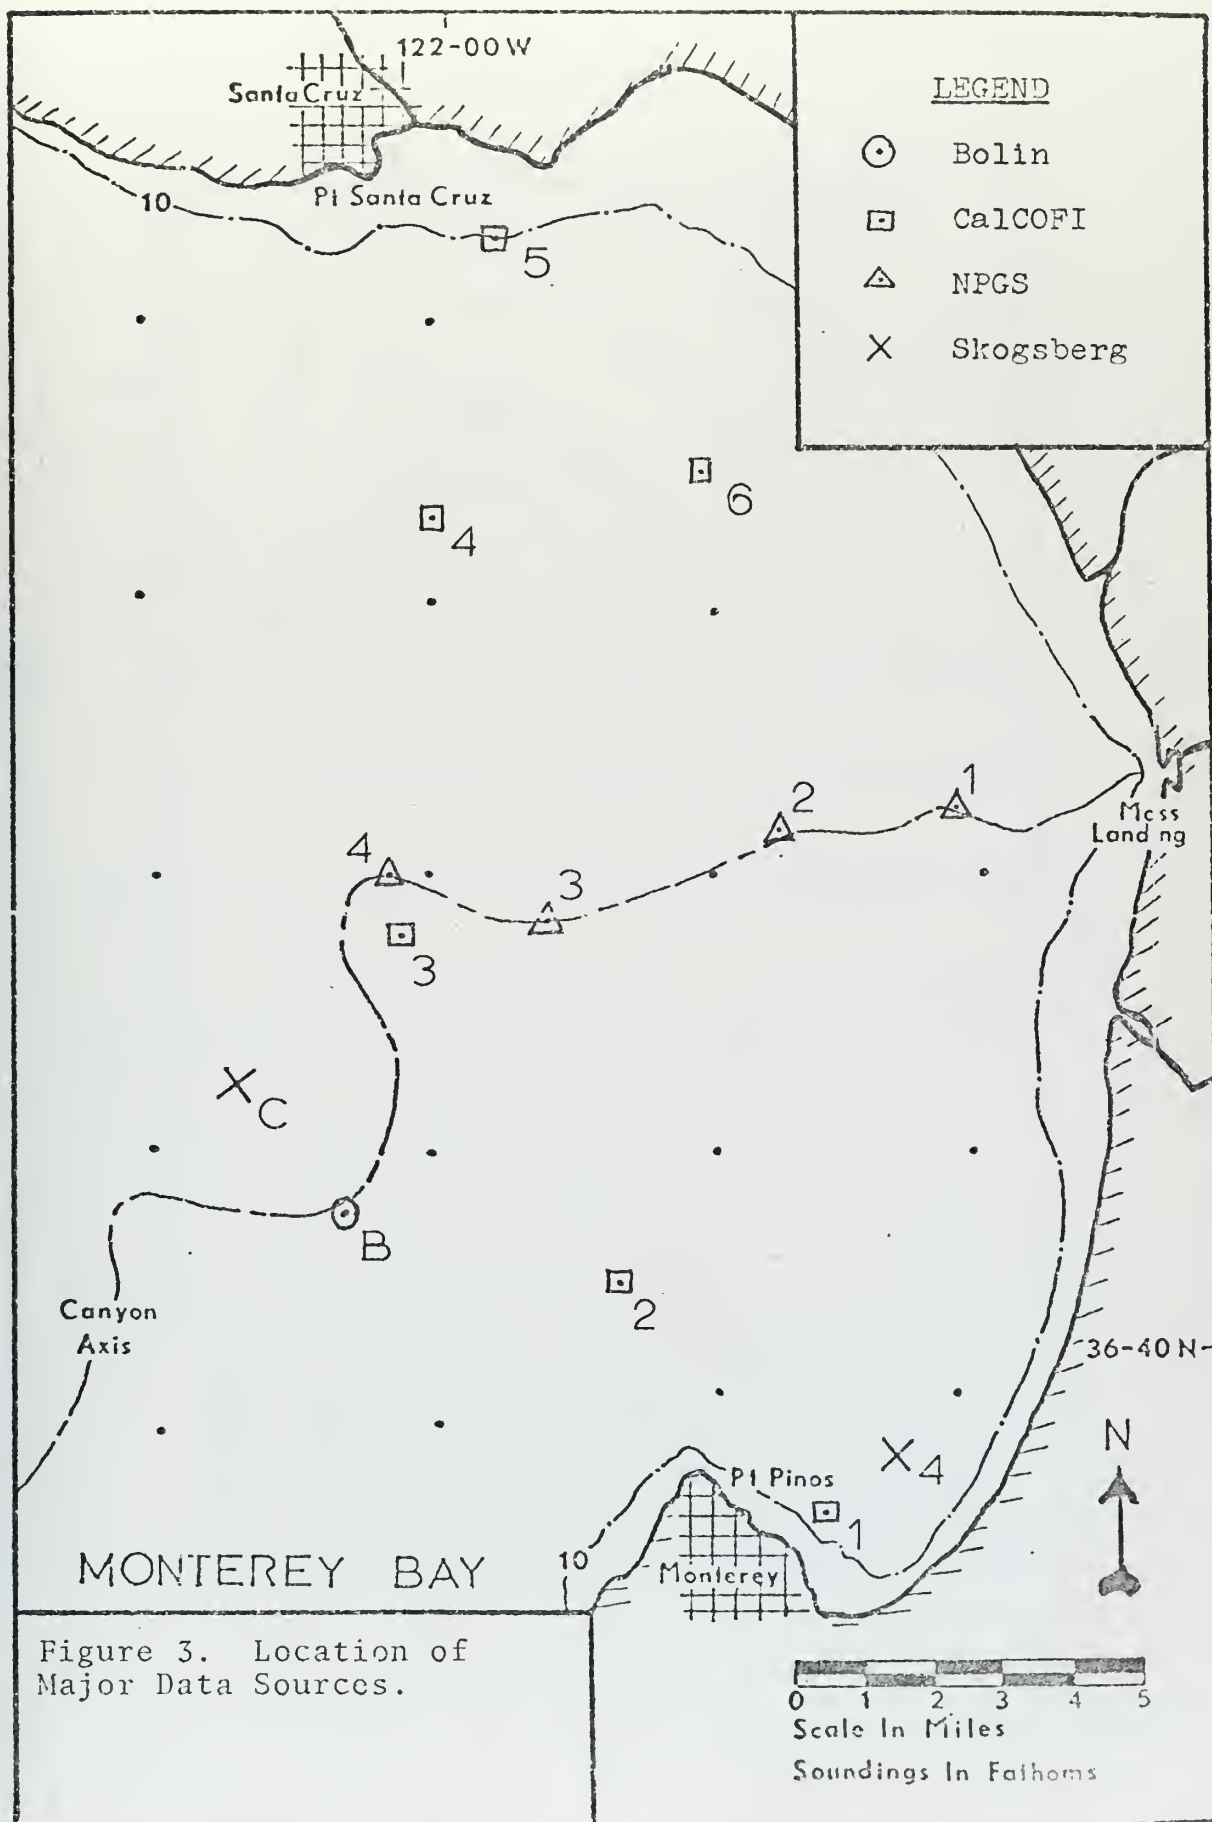 122-00 W
Santa Cruz
LEGEND
Bolin
CalCOFI
NPGS
Skogsberg
10
Pt Santa Cruz
5
6
4
1
2
Moss
Landing
4
3
3
C
B
2
Canyon
Axis
36-40 N
N
4
Pt Pinos
1
10
Monterey
MONTEREY BAY
Figure 3. Location of
Major Data Sources.
0 1 2 3 4 5
Scale In Miles
Soundings In Fathoms